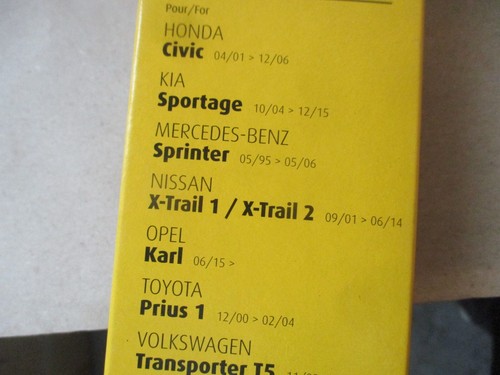 Pour/For
HONDA
Civic 04/01 > 12/06
KIA
Sportage 10/04 > 12/15
MERCEDES-BENZ
Sprinter 05/95 > 05/06
NISSAN
X-Trail 1 / X-Trail 2 09/01 > 06/14
OPEL
Karl 06/15 >
TOYOTA
Prius 1 12/00 > 02/04
VOLKSWAGEN
Transporter T5